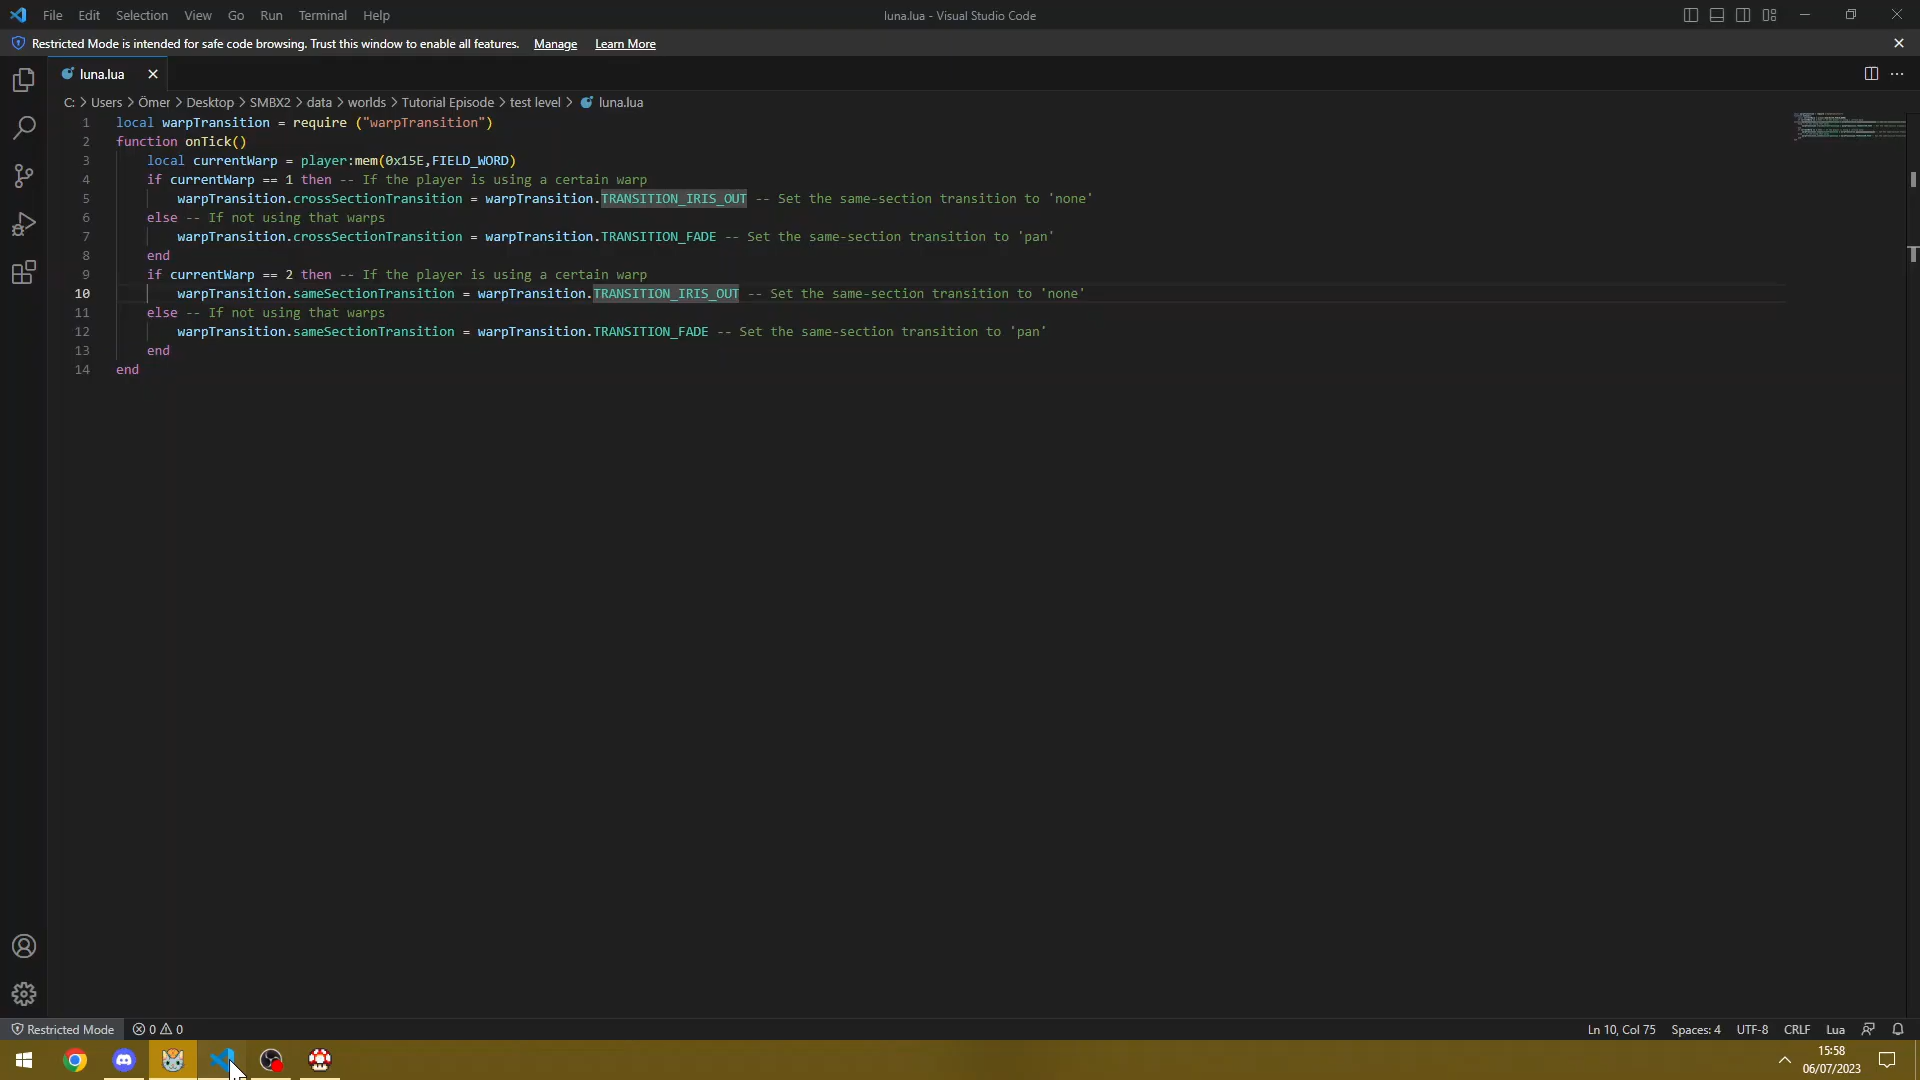 File Edit Selection View Go Run Terminal Help luna.lua - Visual Studio Code
Restricted Mode is intended for safe code browsing. Trust this window to enable all features. Manage Learn More
luna.lua
C: > Users > Ömer > Desktop > SMBX2 > data > worlds > Tutorial Episode > test level > luna.lua
1 local warpTransition = require ("warpTransition")
2 function onTick()
3 local currentWarp = player:mem(0x15E,FIELD_WORD)
4 if currentWarp == 1 then -- If the player is using a certain warp
5 warpTransition.crossSectionTransition = warpTransition.TRANSITION_IRIS_OUT -- Set the same-section transition to 'none'
6 else -- If not using that warps
7 warpTransition.crossSectionTransition = warpTransition.TRANSITION_FADE -- Set the same-section transition to 'pan'
8 end
9 if currentWarp == 2 then -- If the player is using a certain warp
10 warpTransition.sameSectionTransition = warpTransition.TRANSITION_IRIS_OUT -- Set the same-section transition to 'none'
11 else -- If not using that warps
12 warpTransition.sameSectionTransition = warpTransition.TRANSITION_FADE -- Set the same-section transition to 'pan'
13 end
14 end
Restricted Mode 0 0 Ln 10, Col 75 Spaces: 4 UTF-8 CRLF Lua
15:58
06/07/2023